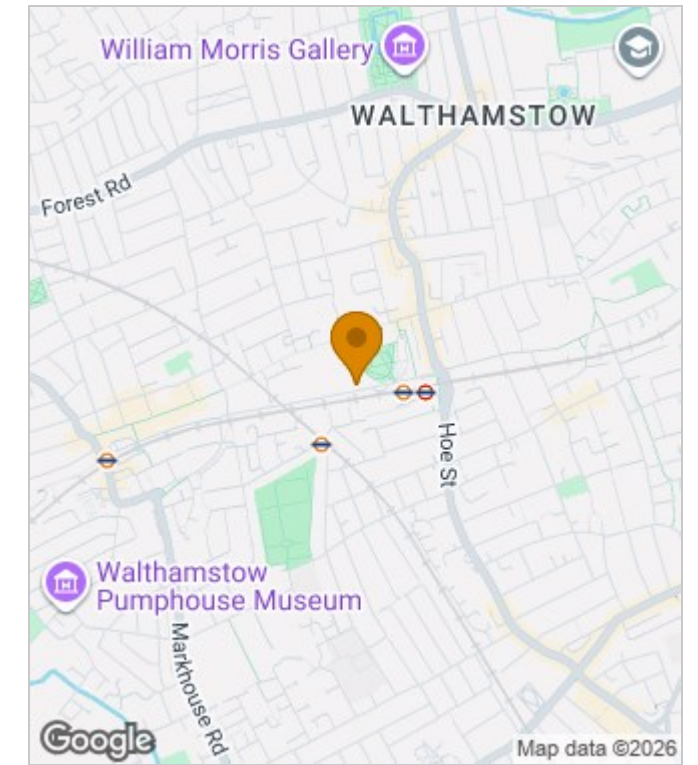 William Morris Gallery
WALTHAMSTOW
Forest Rd
Hoe St
Walthamstow
Pumphouse Museum
Markhouse Rd
Google
Map data ©2026